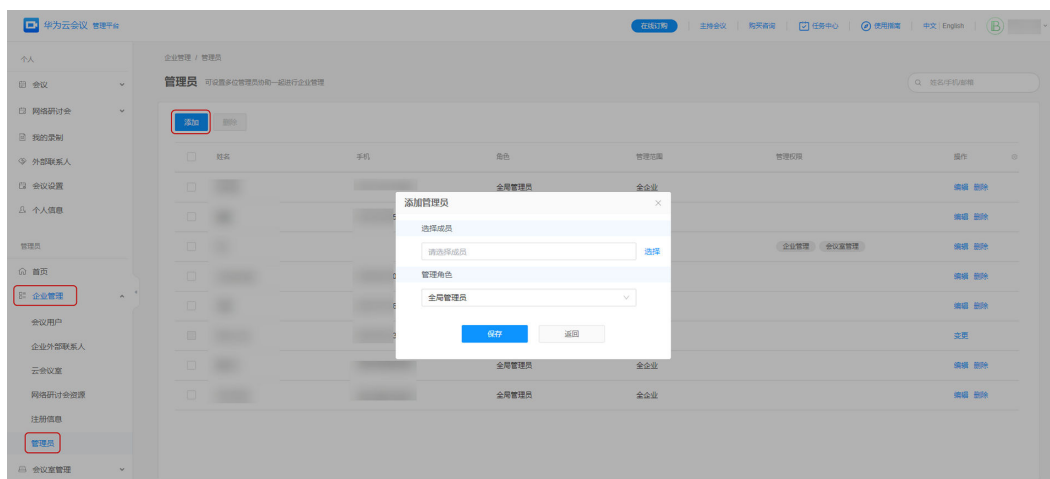 华为云会议 管理平台
在线订购 主持会议 购买咨询 任务中心 使用指南 中文 | English
个人
企业管理 / 管理员
管理员 可设置多位管理员协助一起进行企业管理
姓名/手机/邮箱
会议
网络研讨会
我的录制
外部联系人
会议设置
个人信息
管理员
首页
企业管理
会议用户
企业外部联系人
云会议室
网络研讨会资源
注册信息
管理员
会议室管理
添加 删除
姓名 手机 角色 管理范围 管理权限 操作
全局管理员 全企业 编辑 删除
5 编辑 删除
企业管理 会议室管理 编辑 删除
0 编辑 删除
5 编辑 删除
3 变更
全局管理员 全企业 编辑 删除
全局管理员 全企业 编辑 删除
添加管理员
选择成员
请选择成员 选择
管理角色
全局管理员
保存 返回